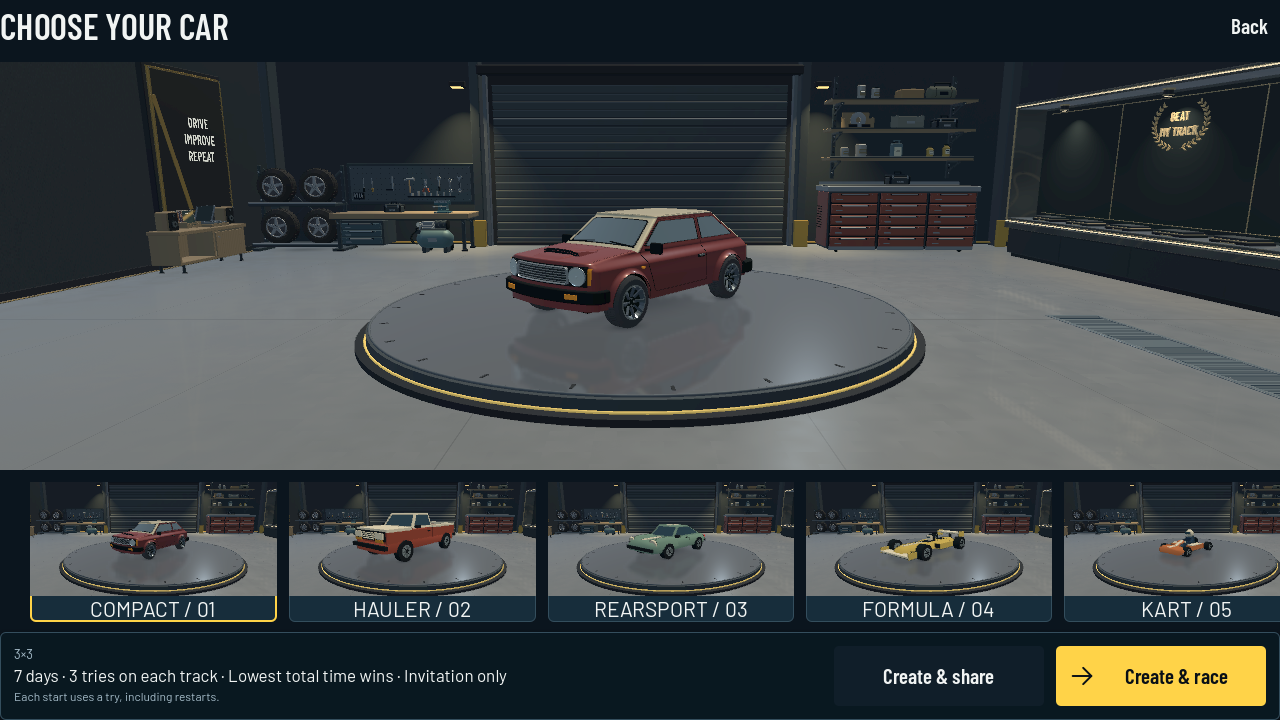 CHOOSE YOUR CAR
Back
DRIVE
IMPROVE
REPEAT
BEAT
MY TRACK
COMPACT / 01
HAULER / 02
REARSPORT / 03
FORMULA / 04
KART / 05
3×3
7 days · 3 tries on each track · Lowest total time wins · Invitation only
Each start uses a try, including restarts.
Create & share
Create & race